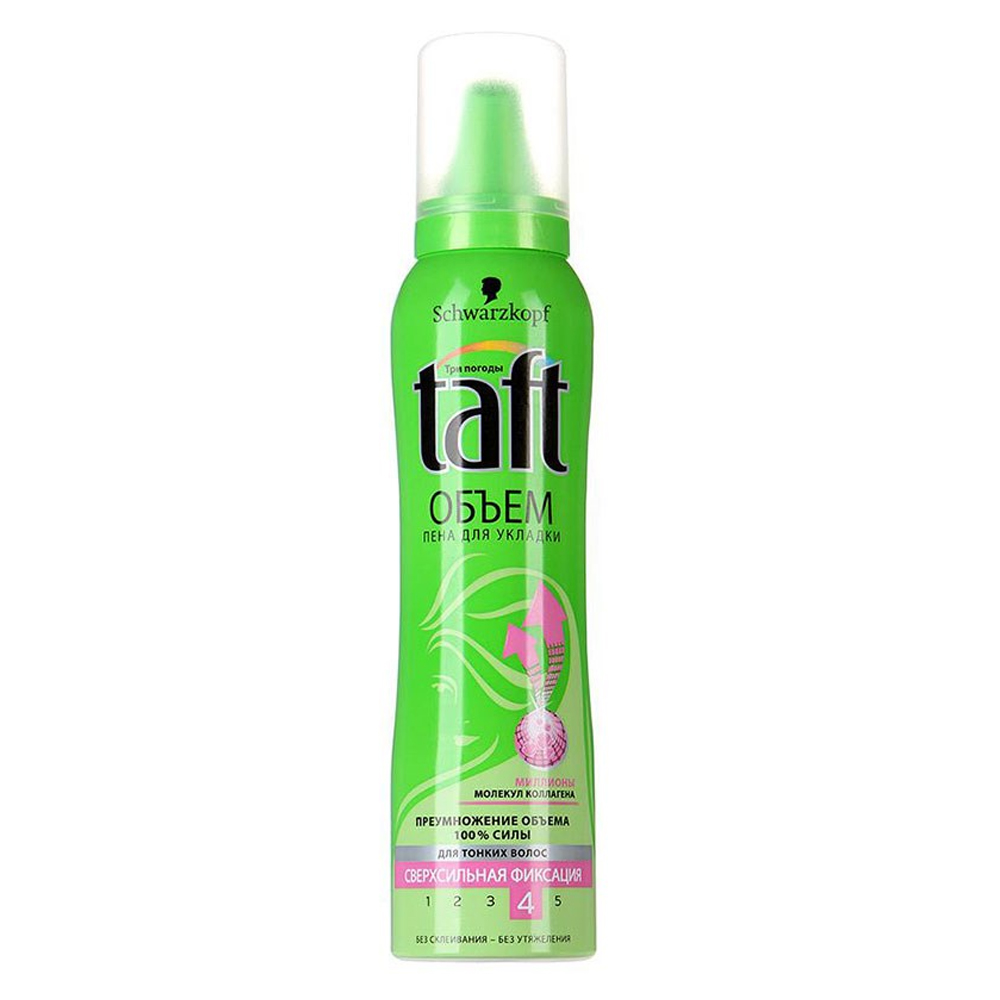 Schwarzkopf
Три погоды
taft
ОБЪЕМ
ПЕНА ДЛЯ УКЛАДКИ
МИЛЛИОНЫ
МОЛЕКУЛ КОЛЛАГЕНА
ПРЕУМНОЖЕНИЕ ОБЪЕМА
100% СИЛЫ
ДЛЯ ТОНКИХ ВОЛОС
СВЕРХСИЛЬНАЯ ФИКСАЦИЯ
1 2 3 4 5
БЕЗ СКЛЕИВАНИЯ – БЕЗ УТЯЖЕЛЕНИЯ